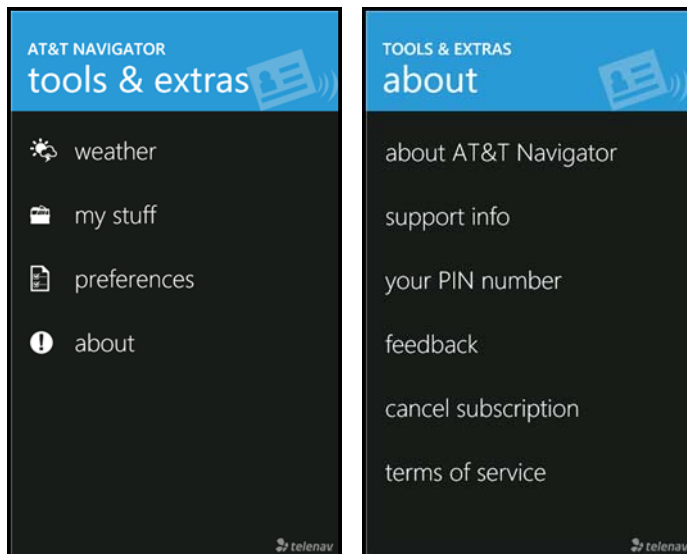 AT&T NAVIGATOR
tools & extras
weather
my stuff
preferences
about
telenav
TOOLS & EXTRAS
about
about AT&T Navigator
support info
your PIN number
feedback
cancel subscription
terms of service
telenav